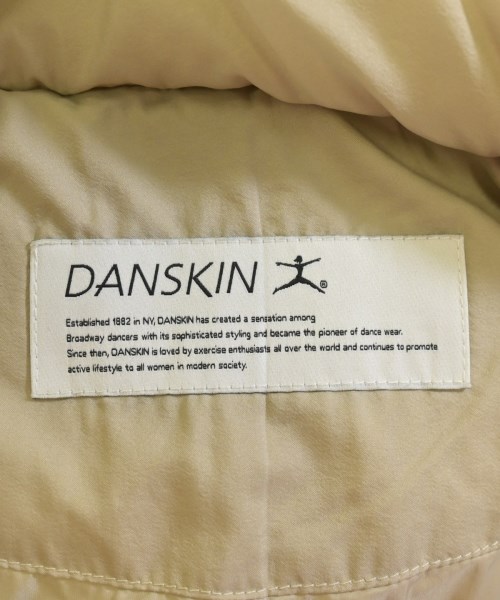 DANSKIN ®
Established 1882 in NY, DANSKIN has created a sensation among
Broadway dancers with its sophisticated styling and became the pioneer of dance wear.
Since then, DANSKIN is loved by exercise enthusiasts all over the world and continues to promote
active lifestyle to all women in modern society.